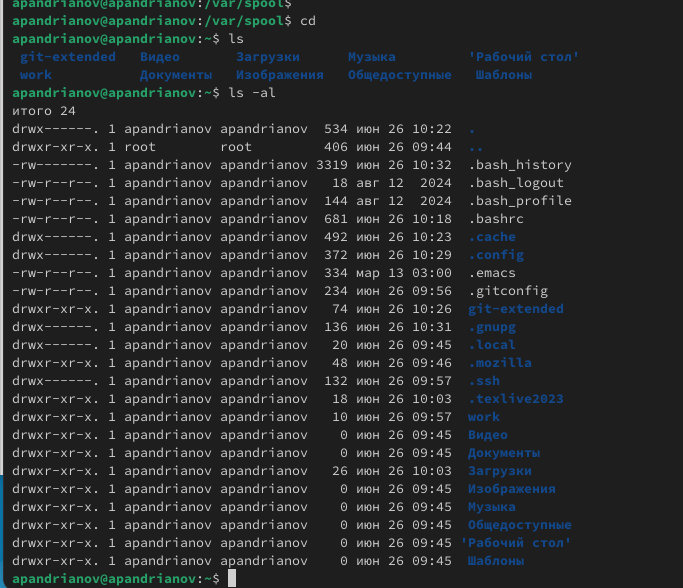 apandrianov@apandrianov:/var/spool$
apandrianov@apandrianov:/var/spool$ cd
apandrianov@apandrianov:~$ ls
git-extended Видео Загрузки Музыка 'Рабочий стол'
work Документы Изображения Общедоступные Шаблоны
apandrianov@apandrianov:~$ ls -al
итого 24
drwx------. 1 apandrianov apandrianov 534 июн 26 10:22 .
drwxr-xr-x. 1 root root 406 июн 26 09:44 ..
-rw-------. 1 apandrianov apandrianov 3319 июн 26 10:32 .bash_history
-rw-r--r--. 1 apandrianov apandrianov 18 авг 12 2024 .bash_logout
-rw-r--r--. 1 apandrianov apandrianov 144 авг 12 2024 .bash_profile
-rw-r--r--. 1 apandrianov apandrianov 681 июн 26 10:18 .bashrc
drwx------. 1 apandrianov apandrianov 492 июн 26 10:23 .cache
drwx------. 1 apandrianov apandrianov 372 июн 26 10:29 .config
-rw-r--r--. 1 apandrianov apandrianov 334 мар 13 03:00 .emacs
-rw-r--r--. 1 apandrianov apandrianov 234 июн 26 09:56 .gitconfig
drwxr-xr-x. 1 apandrianov apandrianov 74 июн 26 10:26 git-extended
drwx------. 1 apandrianov apandrianov 136 июн 26 10:31 .gnupg
drwx------. 1 apandrianov apandrianov 20 июн 26 09:45 .local
drwxr-xr-x. 1 apandrianov apandrianov 48 июн 26 09:46 .mozilla
drwx------. 1 apandrianov apandrianov 132 июн 26 09:57 .ssh
drwxr-xr-x. 1 apandrianov apandrianov 18 июн 26 10:03 .texlive2023
drwxr-xr-x. 1 apandrianov apandrianov 10 июн 26 09:57 work
drwxr-xr-x. 1 apandrianov apandrianov 0 июн 26 09:45 Видео
drwxr-xr-x. 1 apandrianov apandrianov 0 июн 26 09:45 Документы
drwxr-xr-x. 1 apandrianov apandrianov 26 июн 26 10:03 Загрузки
drwxr-xr-x. 1 apandrianov apandrianov 0 июн 26 09:45 Изображения
drwxr-xr-x. 1 apandrianov apandrianov 0 июн 26 09:45 Музыка
drwxr-xr-x. 1 apandrianov apandrianov 0 июн 26 09:45 Общедоступные
drwxr-xr-x. 1 apandrianov apandrianov 0 июн 26 09:45 'Рабочий стол'
drwxr-xr-x. 1 apandrianov apandrianov 0 июн 26 09:45 Шаблоны
apandrianov@apandrianov:~$